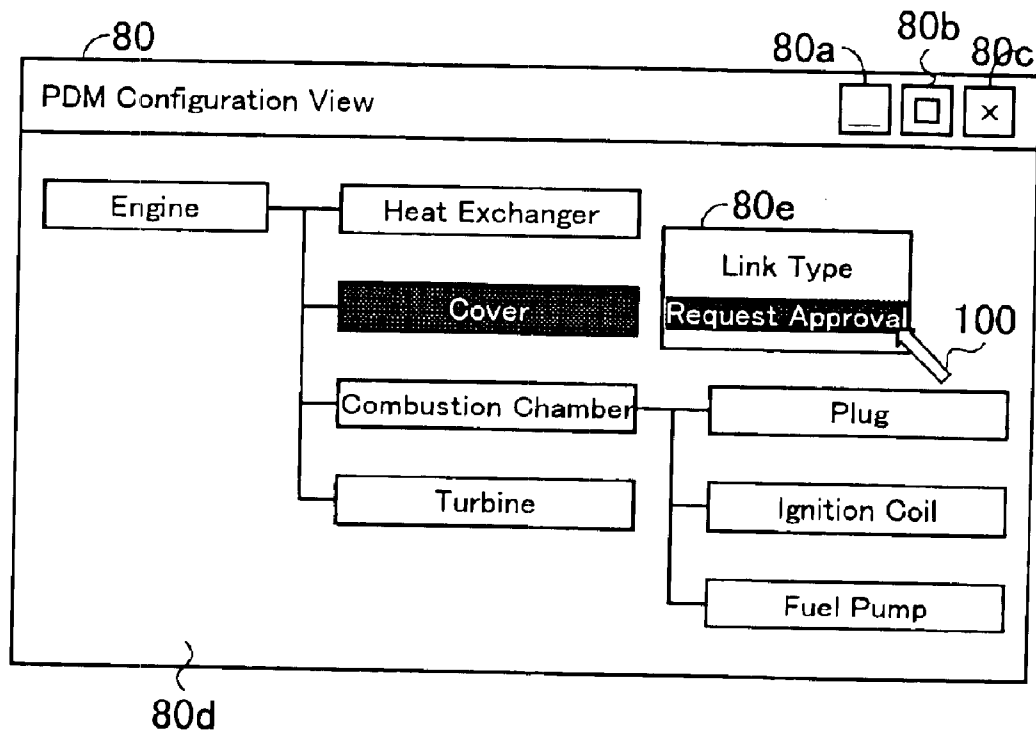 80
80a
80b
80c
PDM Configuration View
_ □ ×
Engine
Heat Exchanger
80e
Link Type
Cover
Request Approval
100
Combustion Chamber
Plug
Turbine
Ignition Coil
Fuel Pump
80d